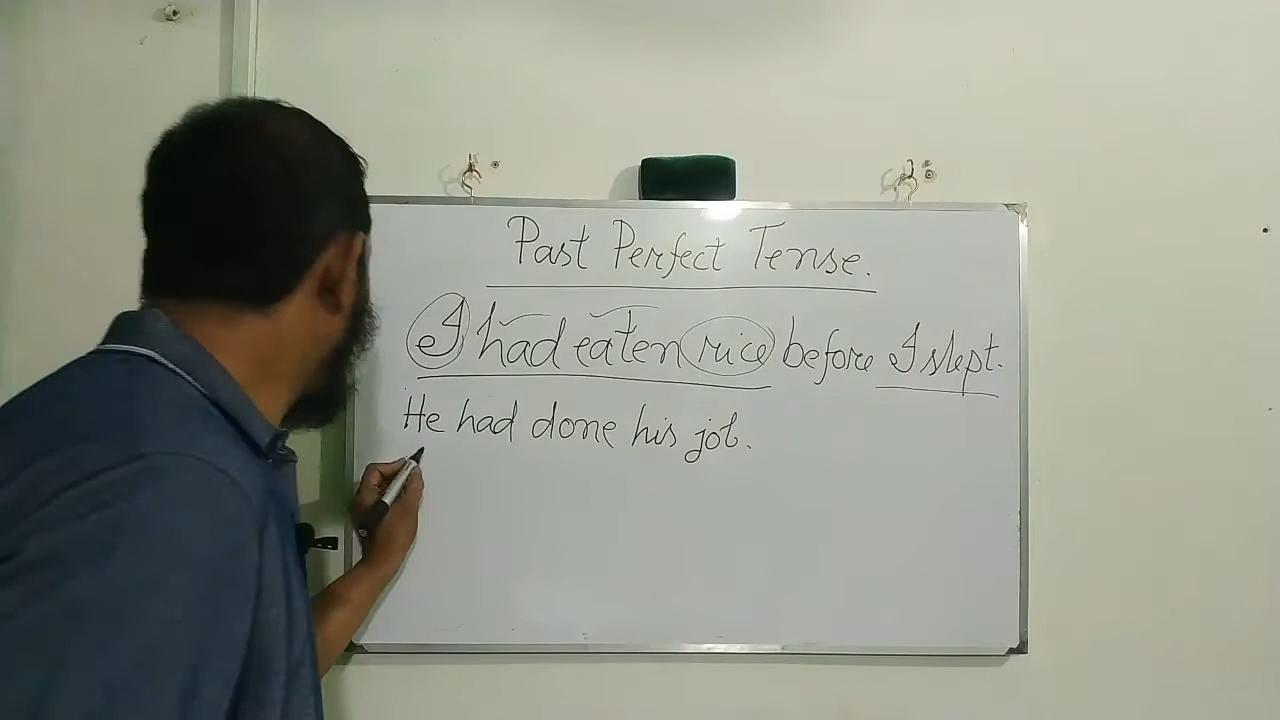 Past Perfect Tense.
I had eaten rice before I slept.
He had done his job.